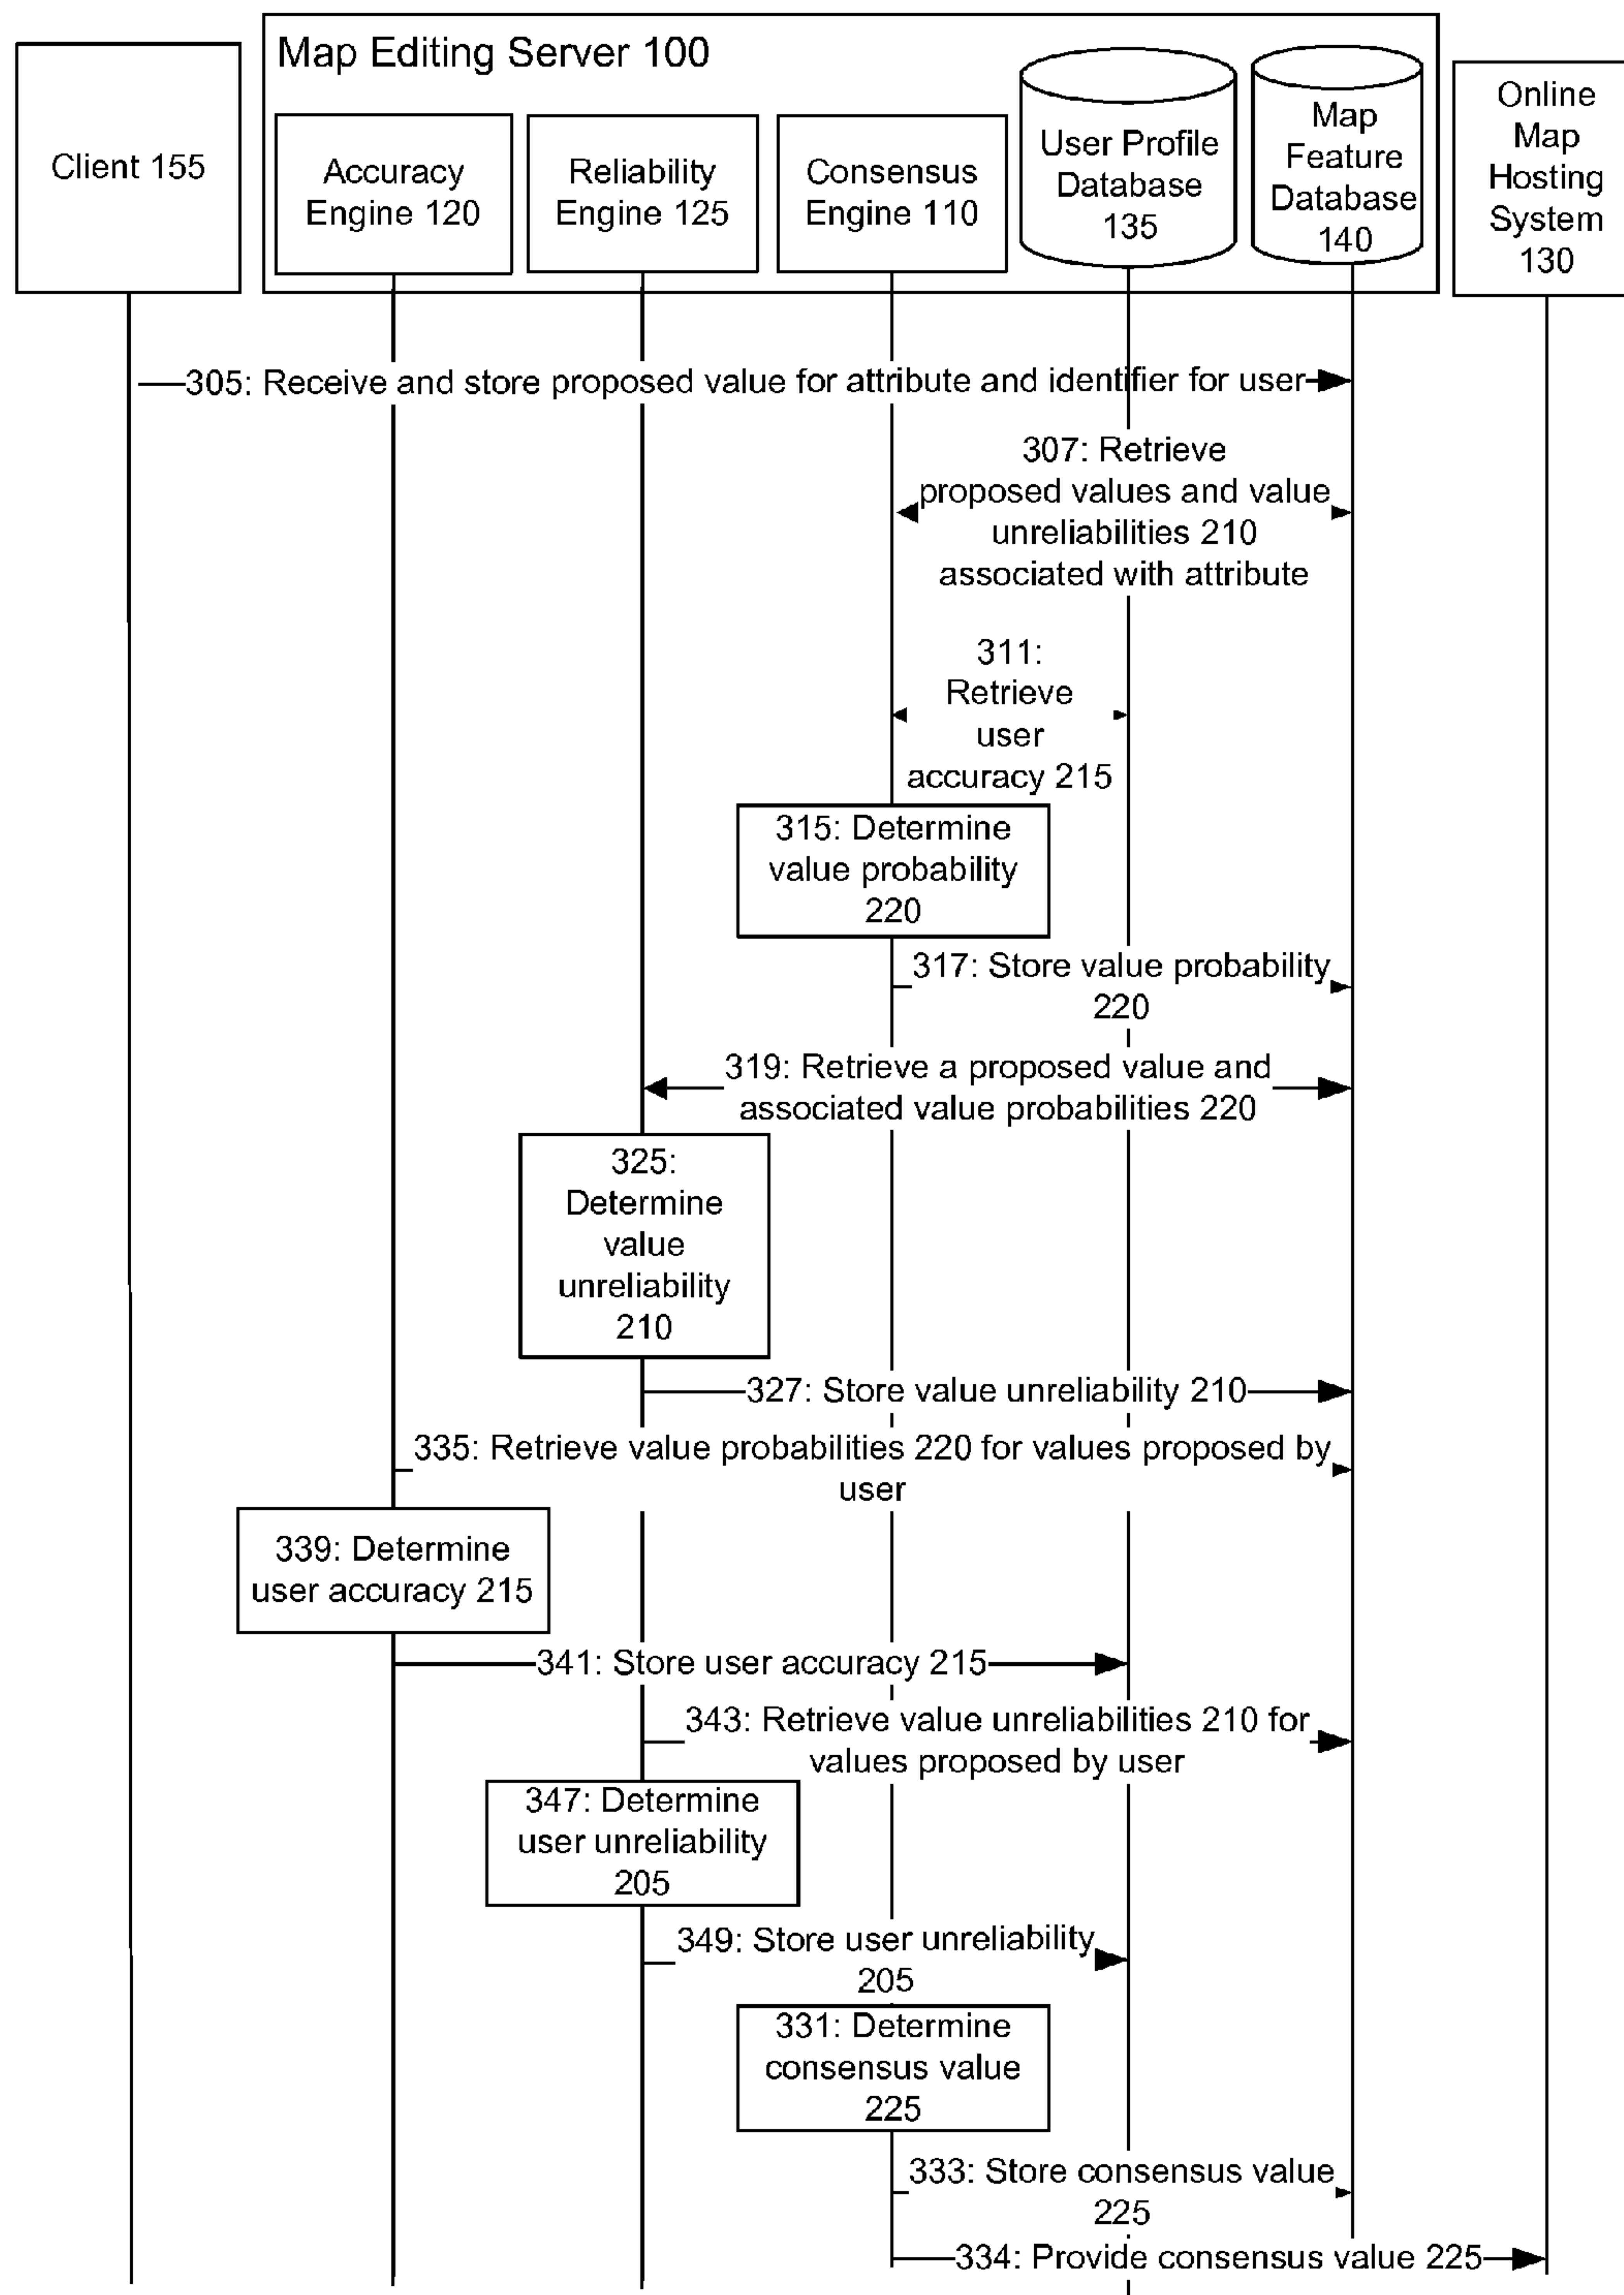 Map Editing Server 100
Client 155
Accuracy
Engine 120
Reliability
Engine 125
Consensus
Engine 110
User Profile
Database
135
Map
Feature
Database
140
Online
Map
Hosting
System
130
305: Receive and store proposed value for attribute and identifier for user
307: Retrieve
proposed values and value
unreliabilities 210
associated with attribute
311:
Retrieve
user
accuracy 215
315: Determine
value probability
220
317: Store value probability
220
319: Retrieve a proposed value and
associated value probabilities 220
325:
Determine
value
unreliability
210
327: Store value unreliability 210
335: Retrieve value probabilities 220 for values proposed by
user
339: Determine
user accuracy 215
341: Store user accuracy 215
343: Retrieve value unreliabilities 210 for
values proposed by user
347: Determine
user unreliability
205
349: Store user unreliability
205
331: Determine
consensus value
225
333: Store consensus value
225
334: Provide consensus value 225